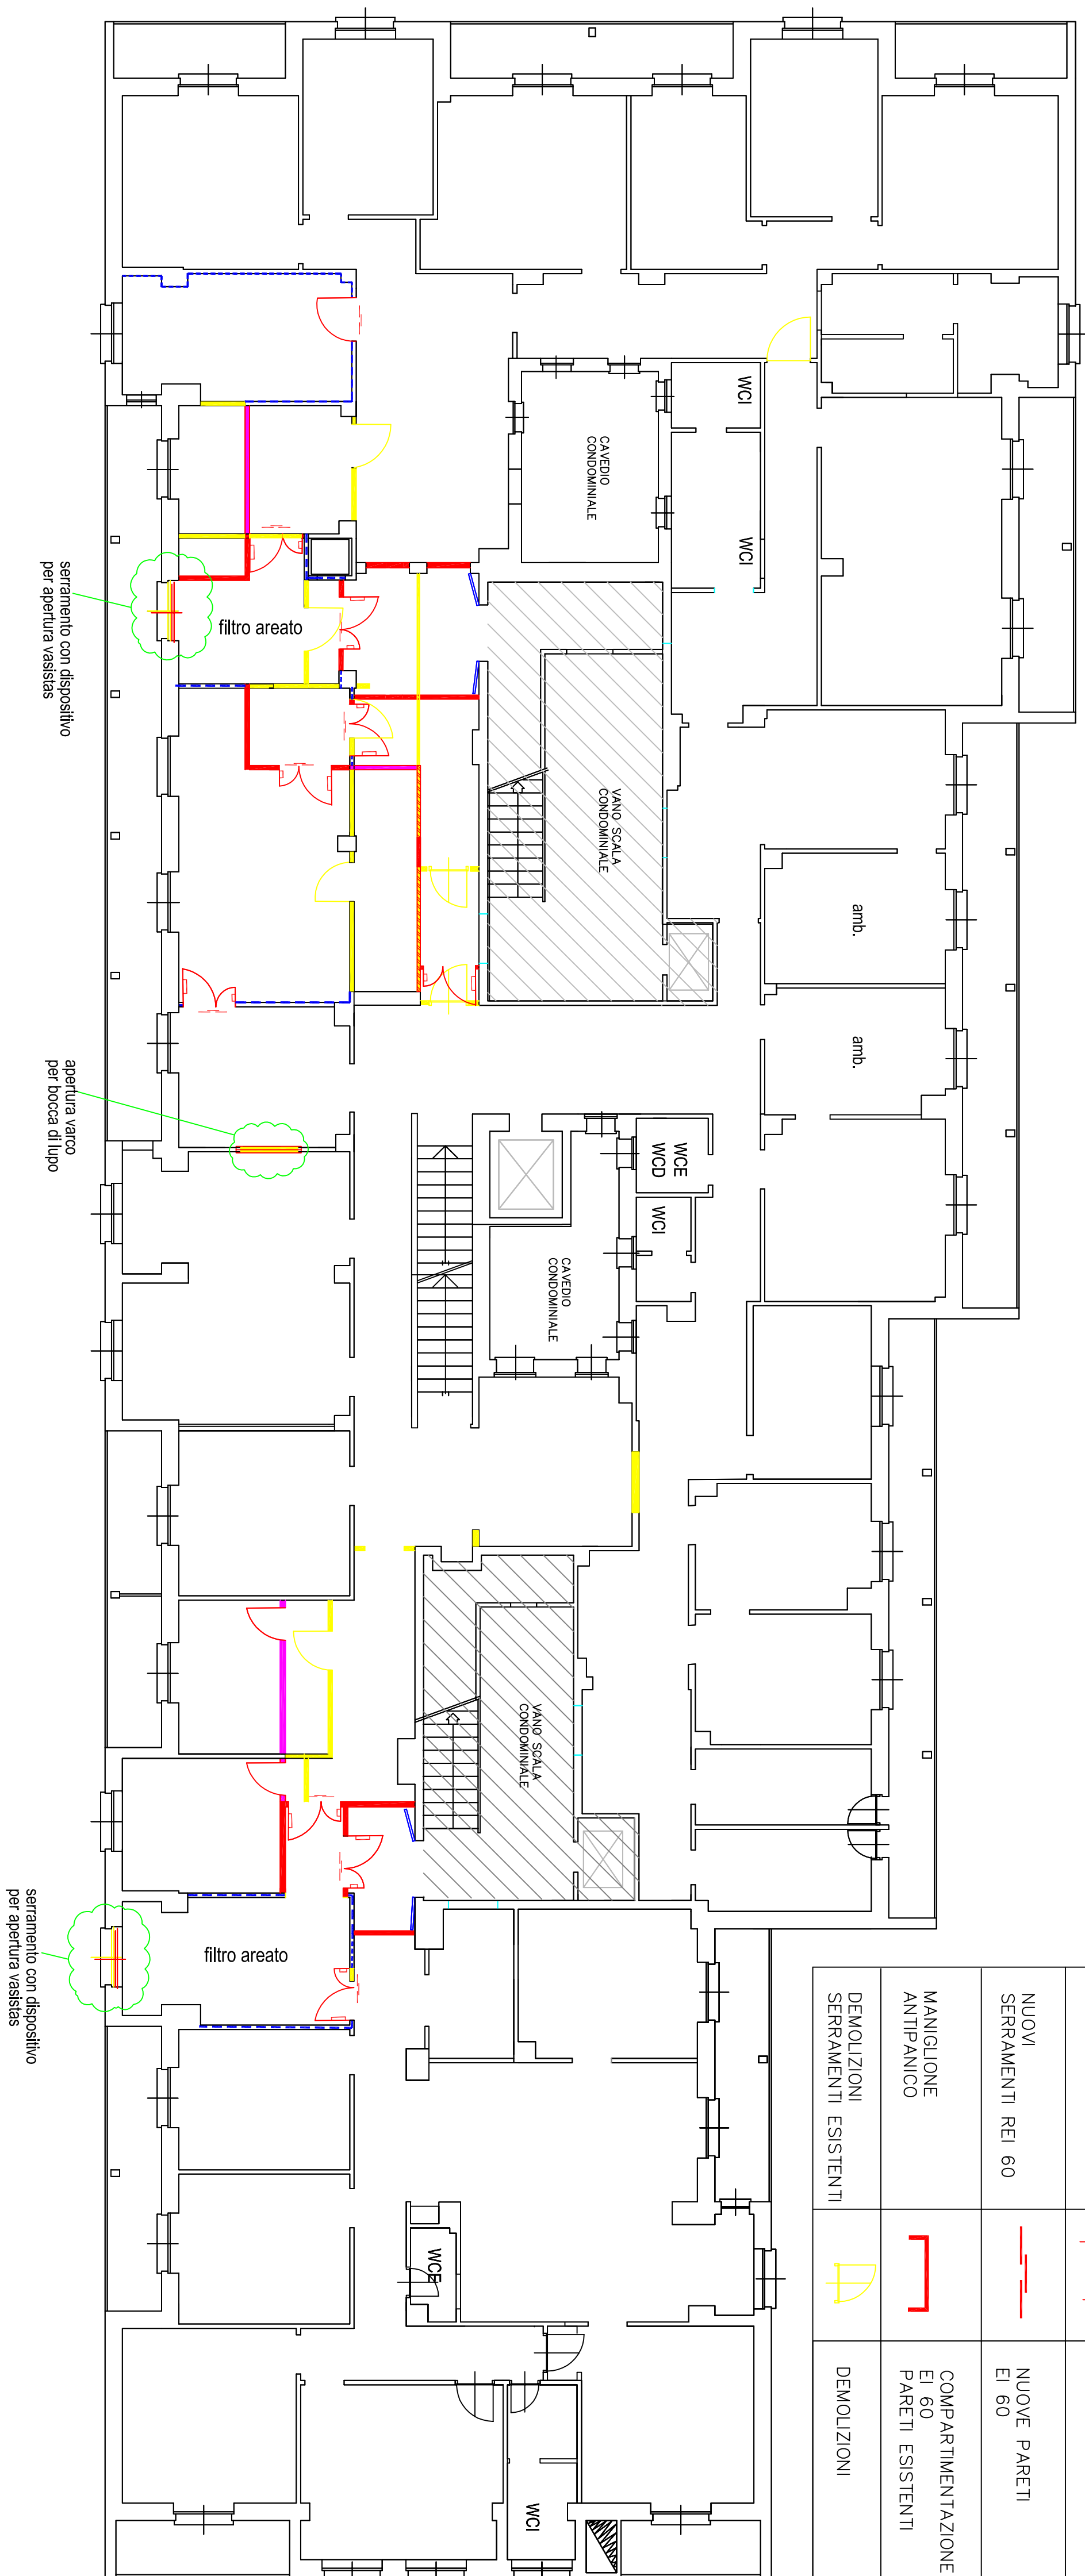 WCI
WCI
CAVEDIO
CONDOMINIALE
filtro areato
serramento con dispositivo
per apertura vasistas
VANO SCALA
CONDOMINIALE
amb.
amb.
apertura varco
per bocca di lupo
WCE
WCD
WCI
CAVEDIO
CONDOMINIALE
VANO SCALA
CONDOMINIALE
filtro areato
serramento con dispositivo
per apertura vasistas
WCE
WCI
NUOVI
SERRAMENTI REI 60
NUOVE PARETI
EI 60
MANIGLIONE
ANTIPANICO
COMPARTIMENTAZIONE
EI 60
PARETI ESISTENTI
DEMOLIZIONI
SERRAMENTI ESISTENTI
DEMOLIZIONI